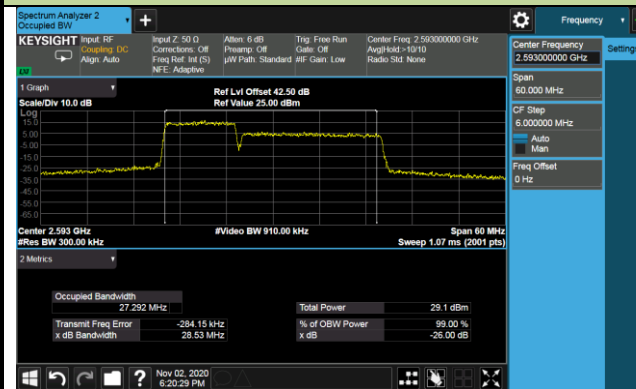 Spectrum Analyzer 2
Occupied BW
Frequency
KEYSIGHT
Input: RF
Coupling: DC
Align: Auto
Input Z: 50 Ω
Corrections: Off
Freq Ref: Int (S)
NFE: Adaptive
Atten: 6 dB
Preamp: Off
µW Path: Standard
Trig: Free Run
Gate: Off
#IF Gain: Low
Center Freq: 2.593000000 GHz
Avg|Hold:>10/10
Radio Std: None
Center Frequency
2.593000000 GHz
Settings
Span
60.000 MHz
CF Step
6.000000 MHz
Auto
Man
Freq Offset
0 Hz
1 Graph
Scale/Div 10.0 dB
Ref Lvl Offset 42.50 dB
Ref Value 25.00 dBm
Log
15.0
5.00
-5.00
-15.0
-25.0
-35.0
-45.0
-55.0
-65.0
Center 2.593 GHz
#Res BW 300.00 kHz
#Video BW 910.00 kHz
Span 60 MHz
Sweep 1.07 ms (2001 pts)
2 Metrics
Occupied Bandwidth
27.292 MHz
Total Power 29.1 dBm
Transmit Freq Error -284.15 kHz
% of OBW Power 99.00 %
x dB Bandwidth 28.53 MHz
x dB -26.00 dB
?
Nov 02, 2020
6:20:29 PM